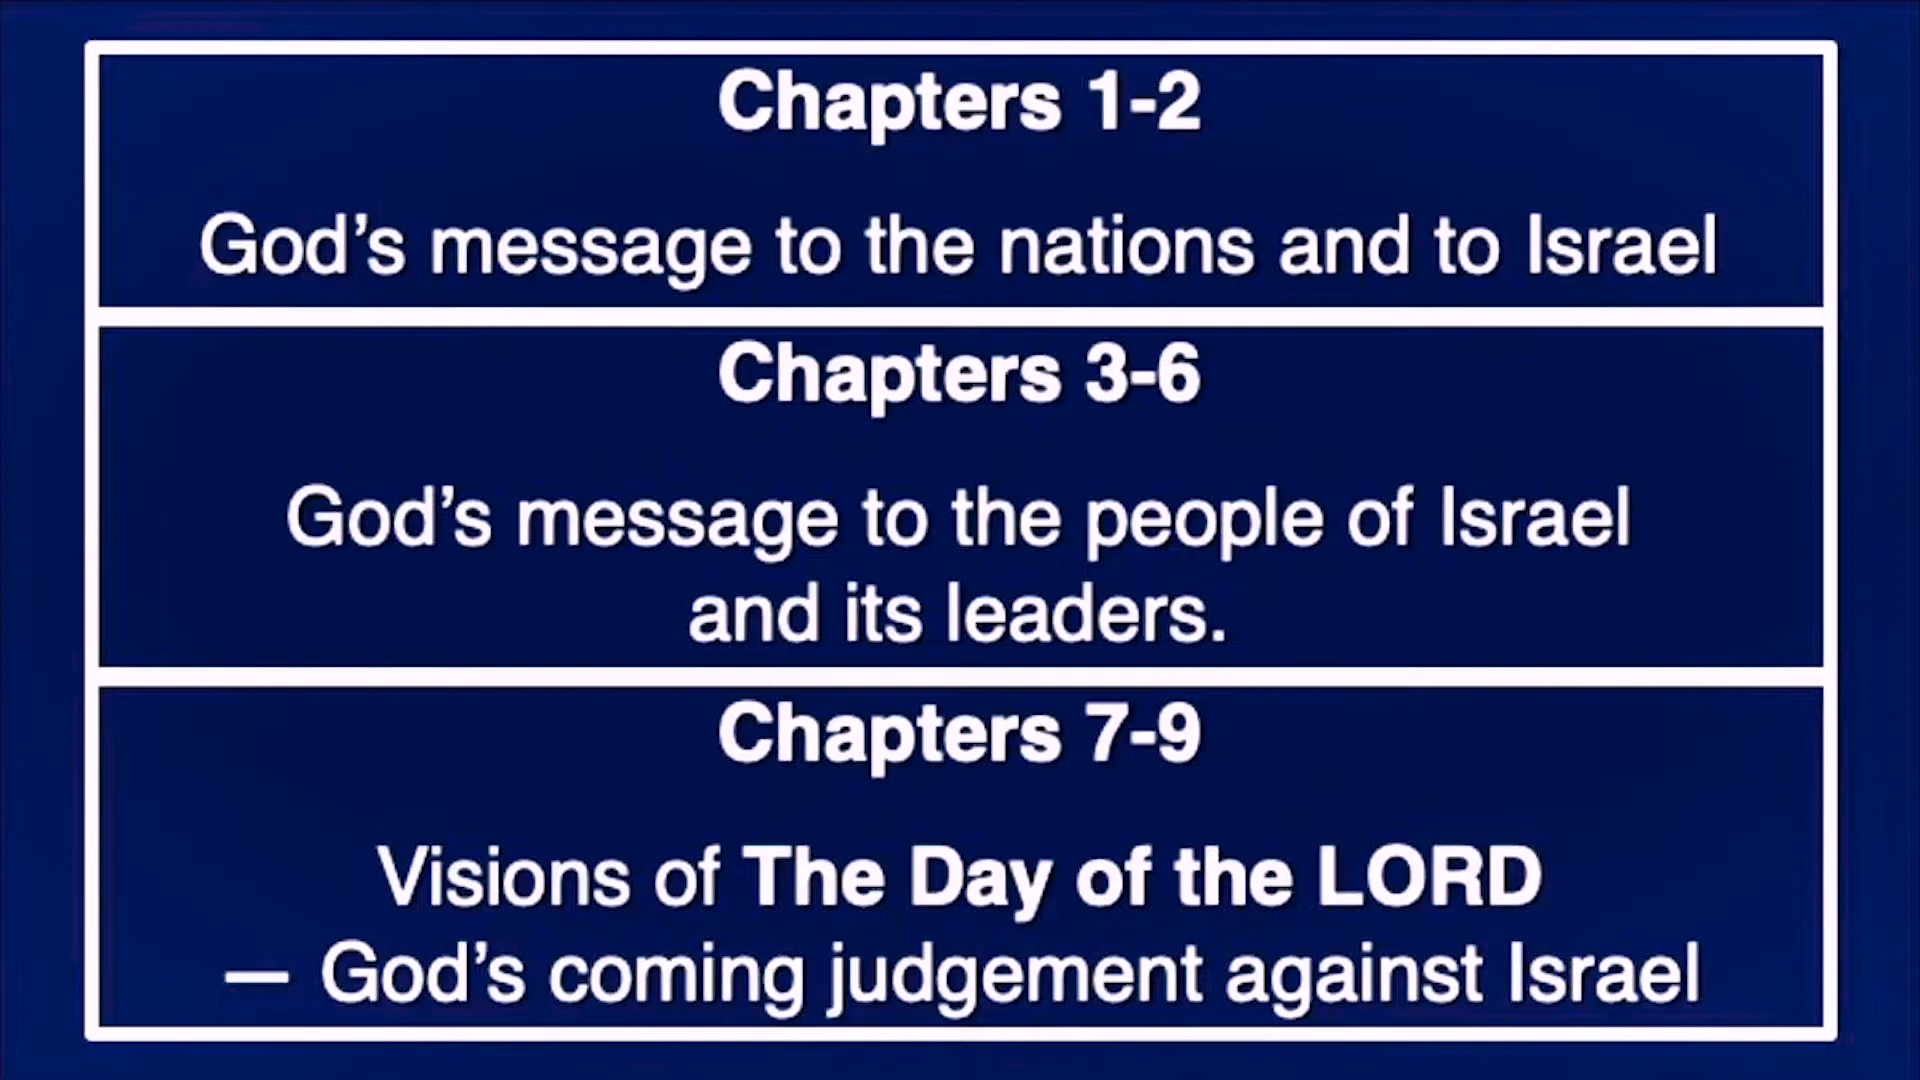 Chapters 1-2
God’s message to the nations and to Israel
Chapters 3-6
God’s message to the people of Israel
and its leaders.
Chapters 7-9
Visions of The Day of the LORD
— God’s coming judgement against Israel